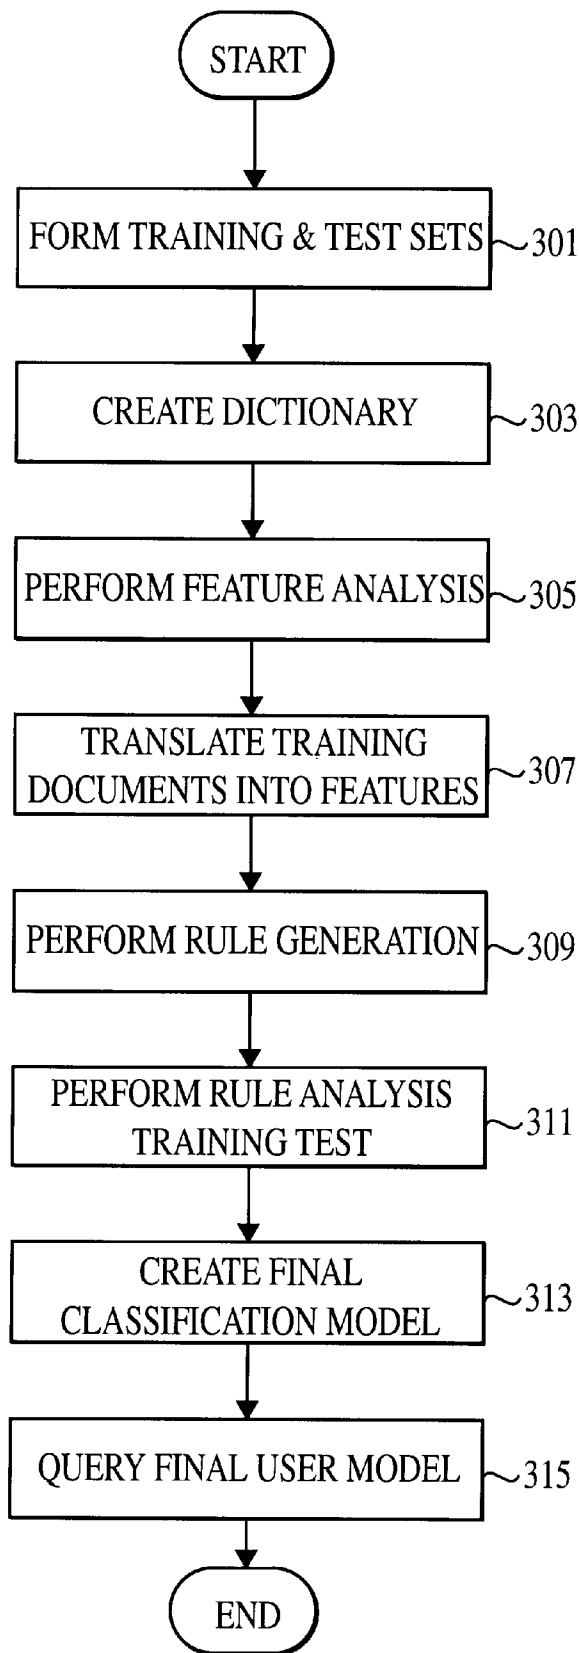 START
FORM TRAINING & TEST SETS 301
CREATE DICTIONARY 303
PERFORM FEATURE ANALYSIS 305
TRANSLATE TRAINING
DOCUMENTS INTO FEATURES 307
PERFORM RULE GENERATION 309
PERFORM RULE ANALYSIS
TRAINING TEST 311
CREATE FINAL
CLASSIFICATION MODEL 313
QUERY FINAL USER MODEL 315
END